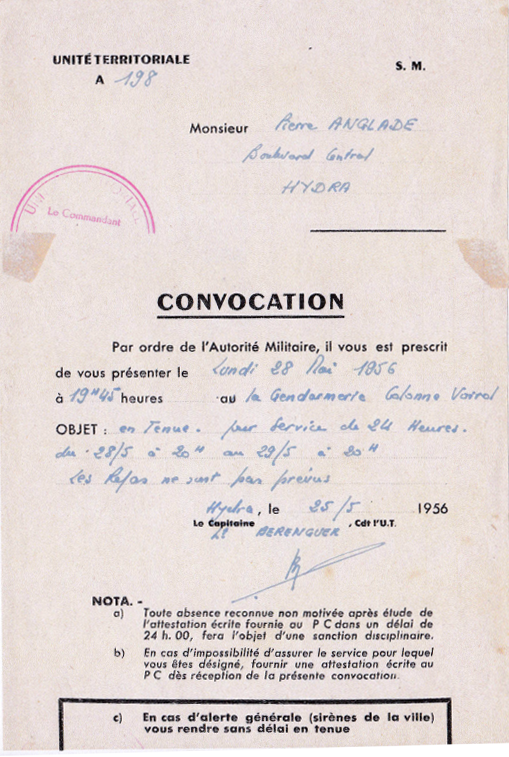 UNITÉ TERRITORIALE
A 198
S. M.
Monsieur Pierre ANGLADE
Boulevard Central
HYDRA
Le Commandant
CONVOCATION
Par ordre de l'Autorité Militaire, il vous est prescrit
de vous présenter le Lundi 28 Mai 1956
à 19H45 heures au la Gendarmerie Colonne Voirol
OBJET : en Tenue. pour Service de 24 Heures.
du 28/5 à 20H au 29/5 à 20H
Les Repas ne sont pas prévus
Hydra, le 25/5 1956
Le Capitaine , Cdt l'U.T.
Lt BERENGUER
NOTA. -
a) Toute absence reconnue non motivée après étude de
l'attestation écrite fournie au P C dans un délai de
24 h. 00, fera l'objet d'une sanction disciplinaire.
b) En cas d'impossibilité d'assurer le service pour lequel
vous êtes désigné, fournir une attestation écrite au
P C dès réception de la présente convocation.
c) En cas d'alerte générale (sirènes de la ville)
vous rendre sans délai en tenue